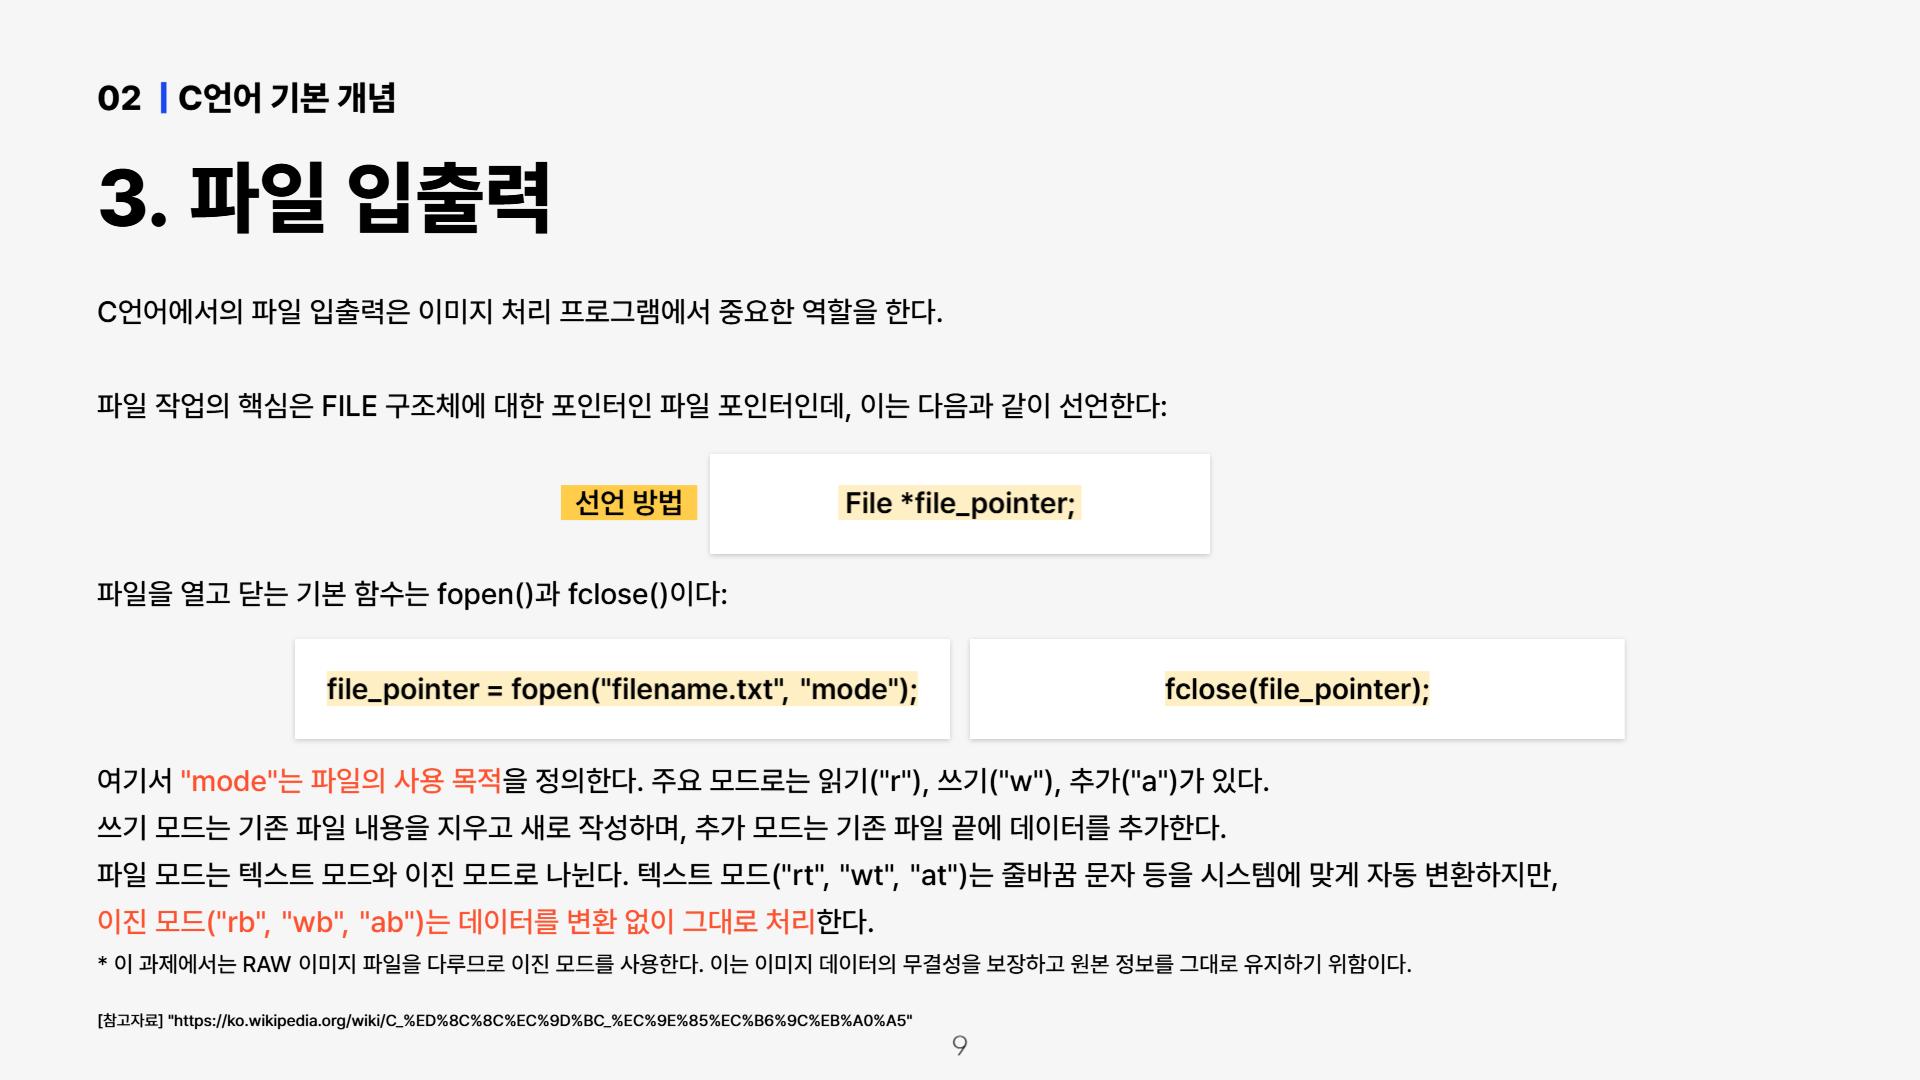 02 | C언어 기본 개념
3. 파일 입출력
C언어에서의 파일 입출력은 이미지 처리 프로그램에서 중요한 역할을 한다.
파일 작업의 핵심은 FILE 구조체에 대한 포인터인 파일 포인터인데, 이는 다음과 같이 선언한다:
선언 방법
File *file_pointer;
파일을 열고 닫는 기본 함수는 fopen()과 fclose()이다:
file_pointer = fopen("filename.txt", "mode");
fclose(file_pointer);
여기서 "mode"는 파일의 사용 목적을 정의한다. 주요 모드로는 읽기("r"), 쓰기("w"), 추가("a")가 있다.
쓰기 모드는 기존 파일 내용을 지우고 새로 작성하며, 추가 모드는 기존 파일 끝에 데이터를 추가한다.
파일 모드는 텍스트 모드와 이진 모드로 나뉜다. 텍스트 모드("rt", "wt", "at")는 줄바꿈 문자 등을 시스템에 맞게 자동 변환하지만,
이진 모드("rb", "wb", "ab")는 데이터를 변환 없이 그대로 처리한다.
* 이 과제에서는 RAW 이미지 파일을 다루므로 이진 모드를 사용한다. 이는 이미지 데이터의 무결성을 보장하고 원본 정보를 그대로 유지하기 위함이다.
[참고자료] "https://ko.wikipedia.org/wiki/C_%ED%8C%8C%EC%9D%BC_%EC%9E%85%EC%B6%9C%EB%A0%A5"
9